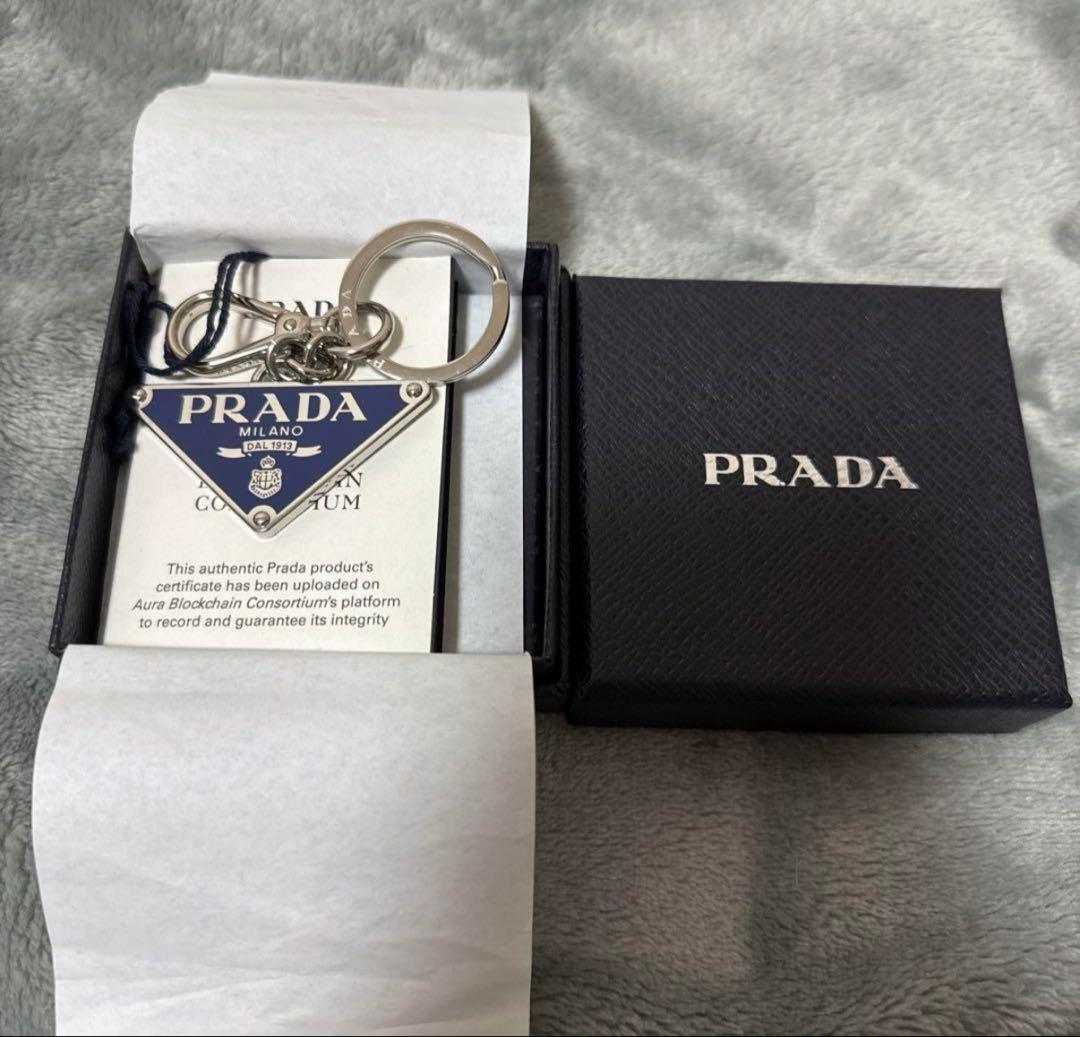 PRADA
MILANO
DAL 1913
This authentic Prada product's
certificate has been uploaded on
Aura Blockchain Consortium's platform
to record and guarantee its integrity
PRADA